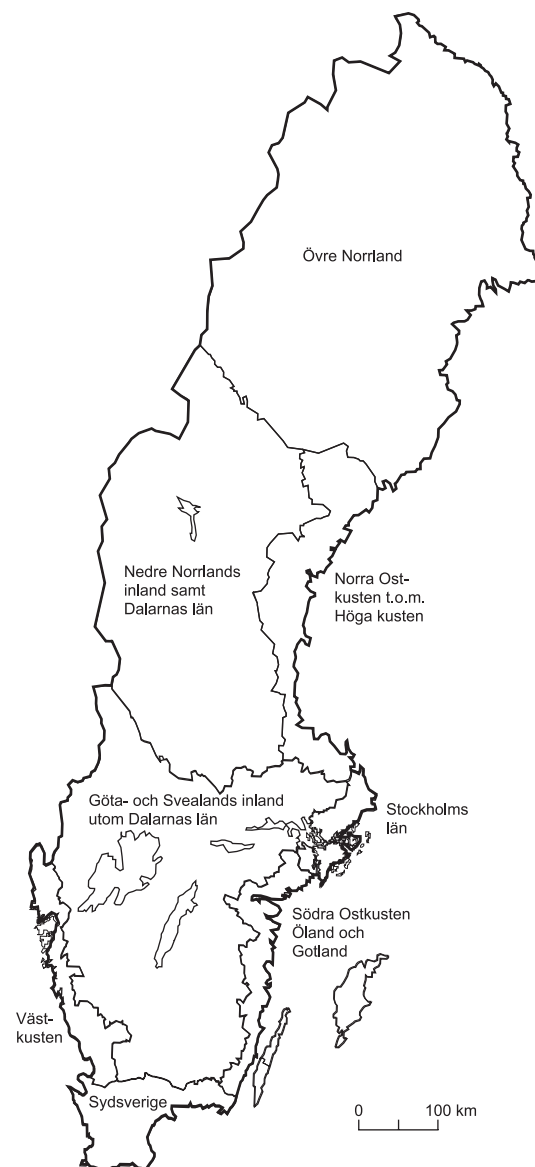 Övre Norrland
Nedre Norrlands
inland samt
Dalarnas län
Norra Ost-
kusten t.o.m.
Höga kusten
Göta- och Svealands inland
utom Dalarnas län
Stockholms
län
Södra Ostkusten
Öland och
Gotland
Väst-
kusten
Sydsverige
0 100 km